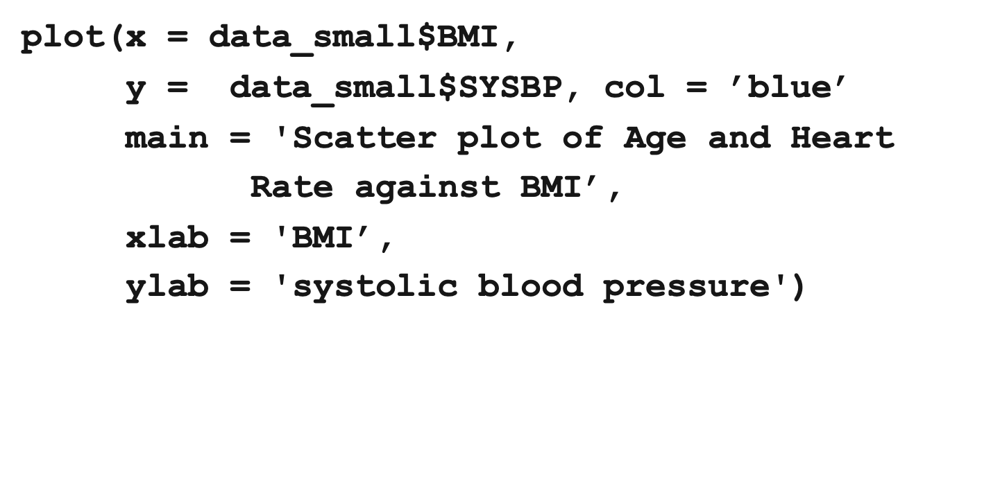 plot(x = data_small$BMI,
y =  data_small$SYSBP, col = ’blue’
main = 'Scatter plot of Age and Heart
Rate against BMI’,
xlab = 'BMI’,
ylab = 'systolic blood pressure')